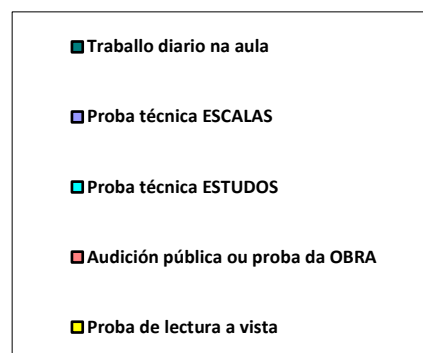 Traballo diario na aula
Proba técnica ESCALAS
Proba técnica ESTUDOS
Audición pública ou proba da OBRA
Proba de lectura a vista